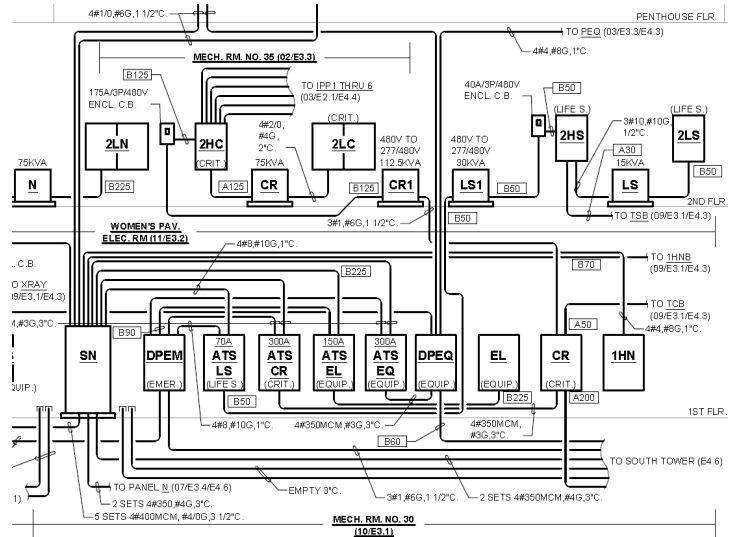 4#1/0,#6G,1 1/2"C.
PENTHOUSE FLR.
TO PEQ (03/E3.3/E4.3)
4#4,#8G,1"C.
MECH. RM. NO. 35 (02/E3.3)
B125
175A/3P/480V
ENCL. C.B.
TO IPP1 THRU 6
(03/E2.1/E4.4)
40A/3P/480V
ENCL. C.B.
B50
(LIFE S.)
(LIFE S.)
2LN
2HC
(CRIT.)
4#2/0,
#4G,
2"C.
(CRIT.)
2LC
480V TO
277/480V
112.5KVA
480V TO
277/480V
30KVA
2HS
3#10,#10G,
1/2"C.
2LS
A30
75KVA
N
B225
A125
75KVA
CR
B125
CR1
LS1
B50
15KVA
LS
B50
3#1,#6G,1 1/2"C.
B50
2ND FLR.
TO TSB (09/E3.1/E4.3)
WOMEN'S PAV.
ELEC. RM (11/E3.2)
4#8,#10G,1"C.
. C.B.
B225
B70
TO 1HNB
(09/E3.1/E4.3)
O XRAY
9/E3.1/E4.3)
TO TCB
(09/E3.1/E4.3)
,#3G,3"C.
B90
A50
4#4,#8G,1"C.
SN
DPEM
(EMER.)
70A
ATS
LS
(LIFE S.)
300A
ATS
CR
(CRIT.)
150A
ATS
EL
(EQUIP.)
300A
ATS
EQ
(EQUIP.)
DPEQ
(EQUIP.)
EL
(EQUIP.)
CR
(CRIT.)
1HN
QUIP.)
B50
B225
A200
4#8,#10G,1"C.
4#350MCM,#3G,3"C.
4#350MCM,
#3G,3"C.
1ST FLR.
B60
TO SOUTH TOWER (E4.6)
TO PANEL N (07/E3.4/E4.6)
EMPTY 3"C.
1)
2 SETS 4#350,#4G,3"C.
3#1,#6G,1 1/2"C.
2 SETS 4#350MCM,#4G,3"C.
5 SETS 4#400MCM, #4/0G,3 1/2"C.
MECH. RM. NO. 30
(10/E3.1)